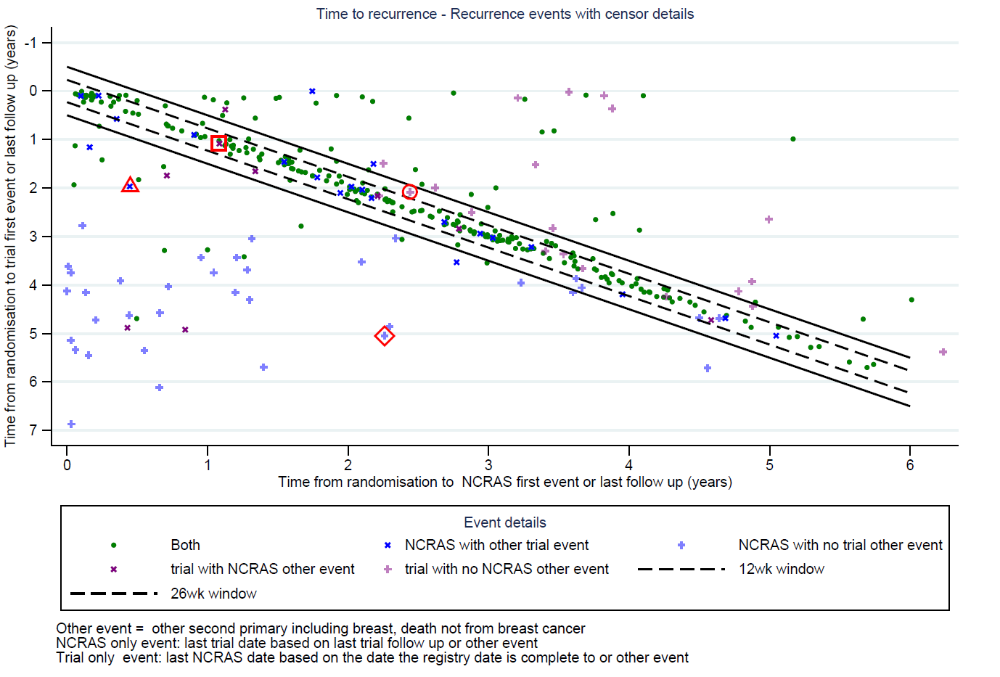 Time to recurrence - Recurrence events with censor details
Time from randomisation to trial first event or last follow up (years)
-1
0
1
2
3
4
5
6
7
0 1 2 3 4 5 6
Time from randomisation to NCRAS first event or last follow up (years)
Event details
Both NCRAS with other trial event NCRAS with no trial other event
trial with NCRAS other event trial with no NCRAS other event 12wk window
26wk window
Other event = other second primary including breast, death not from breast cancer
NCRAS only event: last trial date based on last trial follow up or other event
Trial only event: last NCRAS date based on the date the registry date is complete to or other event